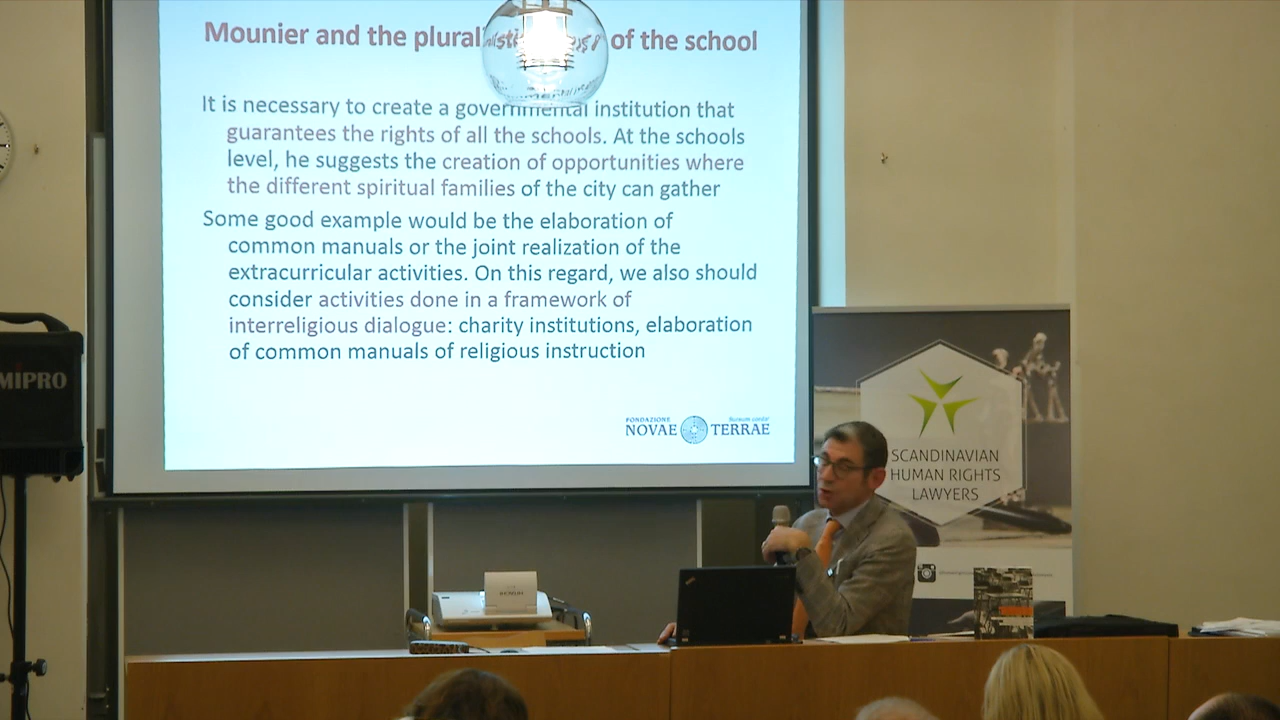 Mounier and the pluralistic of the school
It is necessary to create a governmental institution that
guarantees the rights of all the schools. At the schools
level, he suggests the creation of opportunities where
the different spiritual families of the city can gather
Some good example would be the elaboration of
common manuals or the joint realization of the
extracurricular activities. On this regard, we also should
consider activities done in a framework of
interreligious dialogue: charity institutions, elaboration
of common manuals of religious instruction
FONDAZIONE
NOVAE TERRAE
MIPRO
SCANDINAVIAN
HUMAN RIGHTS
LAWYERS